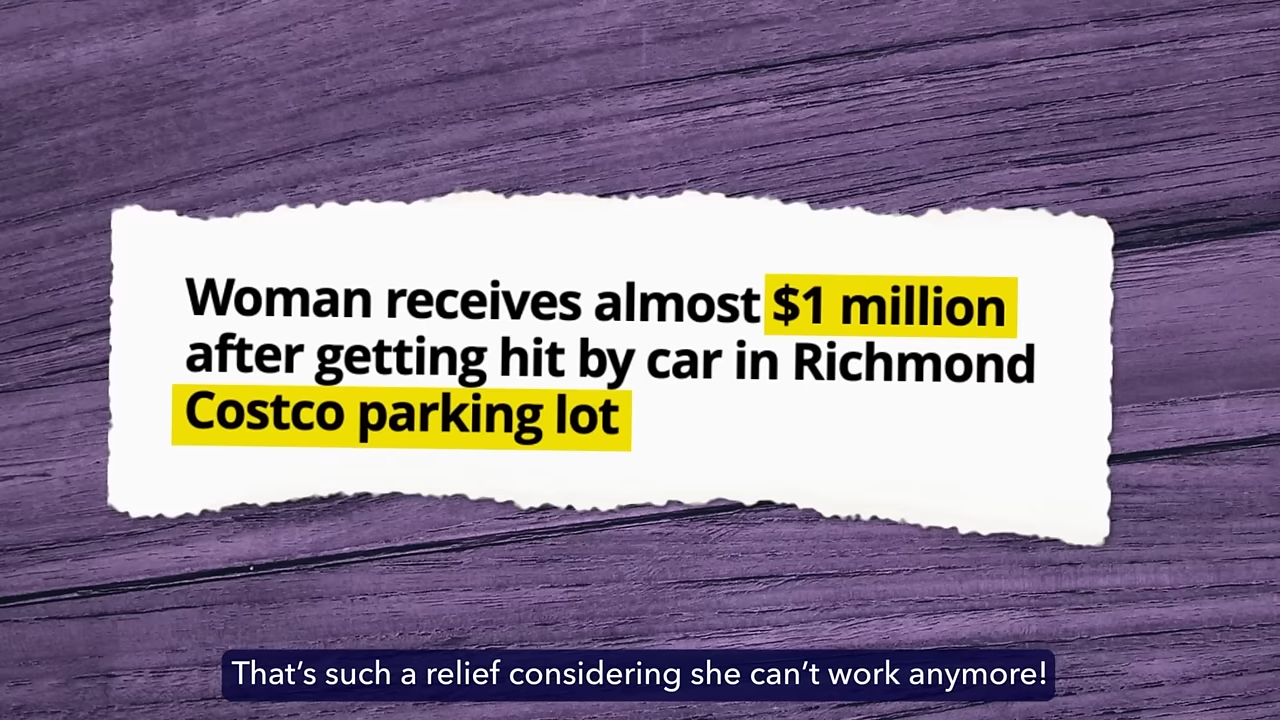 Woman receives almost $1 million
after getting hit by car in Richmond
Costco parking lot
That's such a relief considering she can't work anymore!